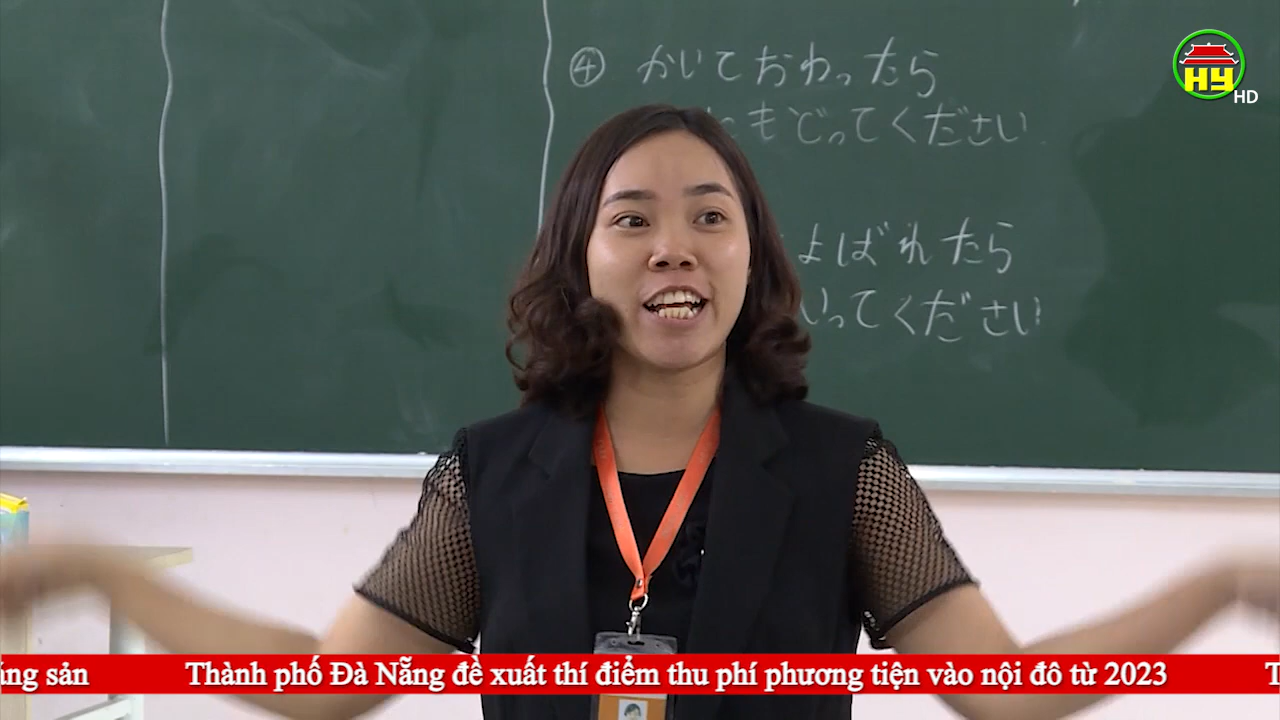 ④ かいておわったら
もどってください
よばれたら
いってください
HY
HD
úng sản Thành phố Đà Nẵng đề xuất thí điểm thu phí phương tiện vào nội đô từ 2023 T